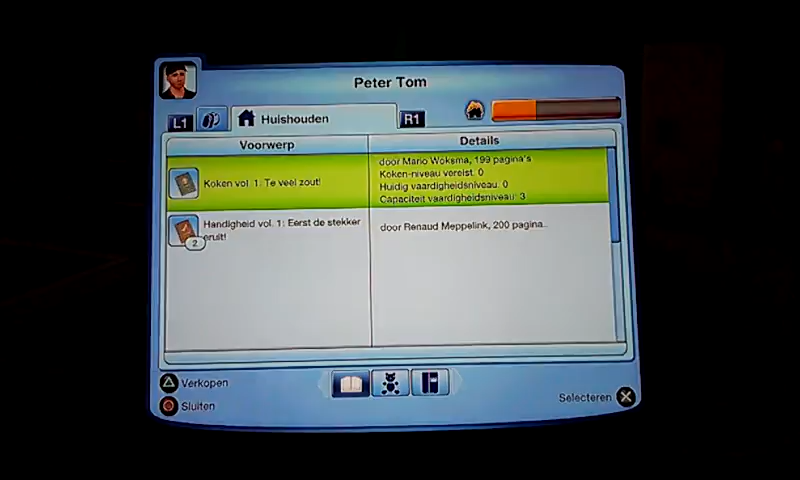 Peter Tom
L1
Huishouden
R1
Voorwerp
Details
Koken vol. 1: Te veel zout!
door Mario Woksma, 199 pagina's
Koken-niveau vereist: 0
Huidig vaardigheidsniveau: 0
Capaciteit vaardigheidsniveau: 3
Handigheid vol. 1: Eerst de stekker
eruit!
2
door Renaud Meppelink, 200 pagina..
Verkopen
Sluiten
Selecteren